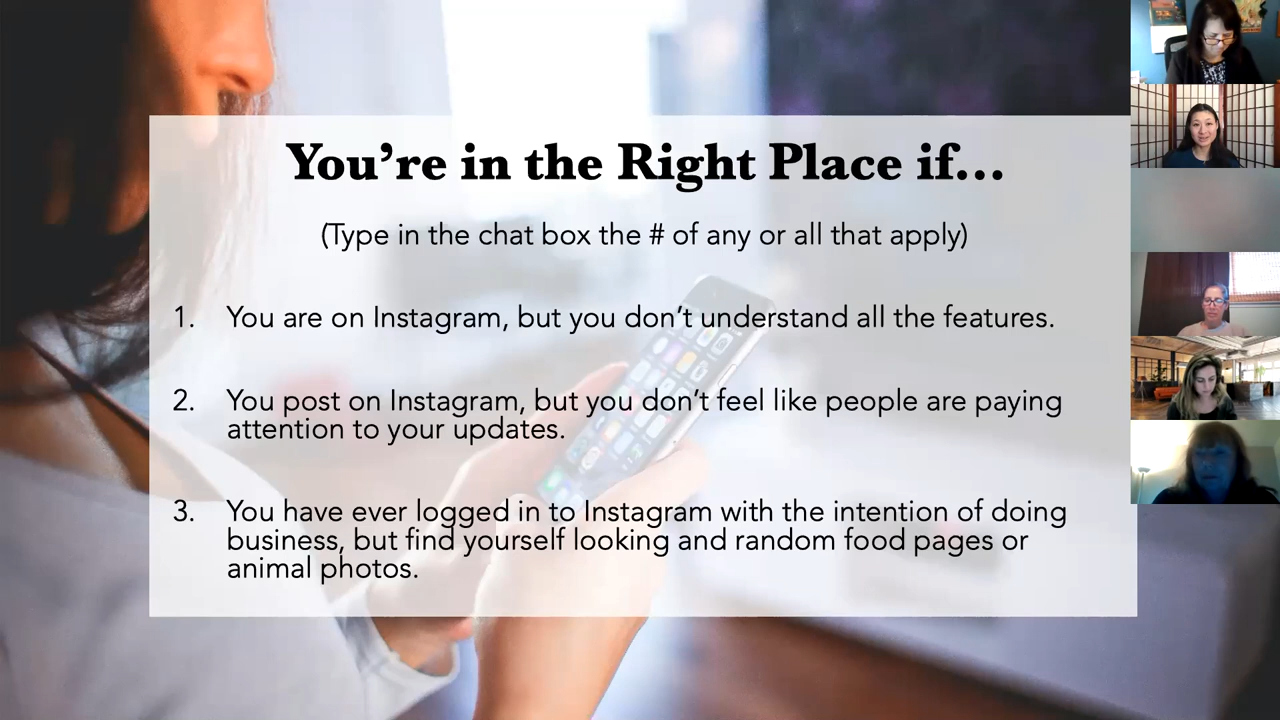 You’re in the Right Place if...
(Type in the chat box the # of any or all that apply)
1. You are on Instagram, but you don’t understand all the features.
2. You post on Instagram, but you don’t feel like people are paying
attention to your updates.
3. You have ever logged in to Instagram with the intention of doing
business, but find yourself looking and random food pages or
animal photos.